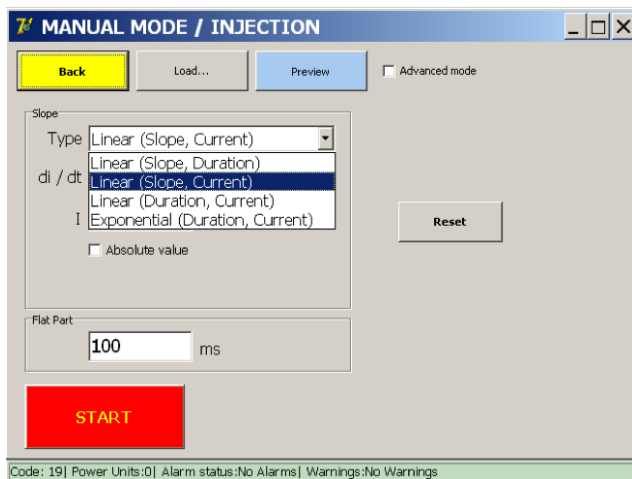 MANUAL MODE / INJECTION
Back Load... Preview Advanced mode
Slope
Type Linear (Slope, Current)
Linear (Slope, Duration)
di / dt Linear (Slope, Current)
Linear (Duration, Current)
I Exponential (Duration, Current)
Reset
Absolute value
Flat Part
100 ms
START
Code: 19| Power Units:0| Alarm status:No Alarms| Warnings:No Warnings